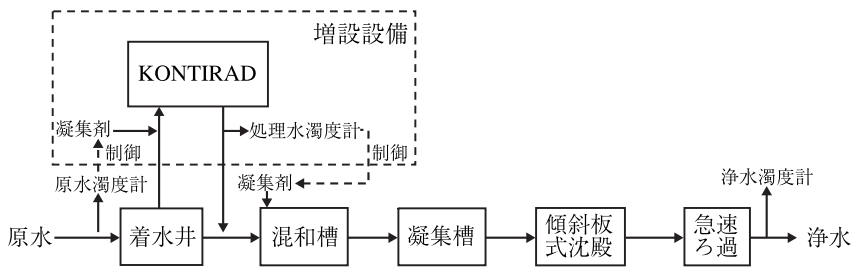 増設設備
KONTIRAD
凝集剤
処理水濁度計
制御
制御
原水濁度計
凝集剤
浄水濁度計
原水
着水井
混和槽
凝集槽
傾斜板
式沈殿
急速
ろ過
浄水